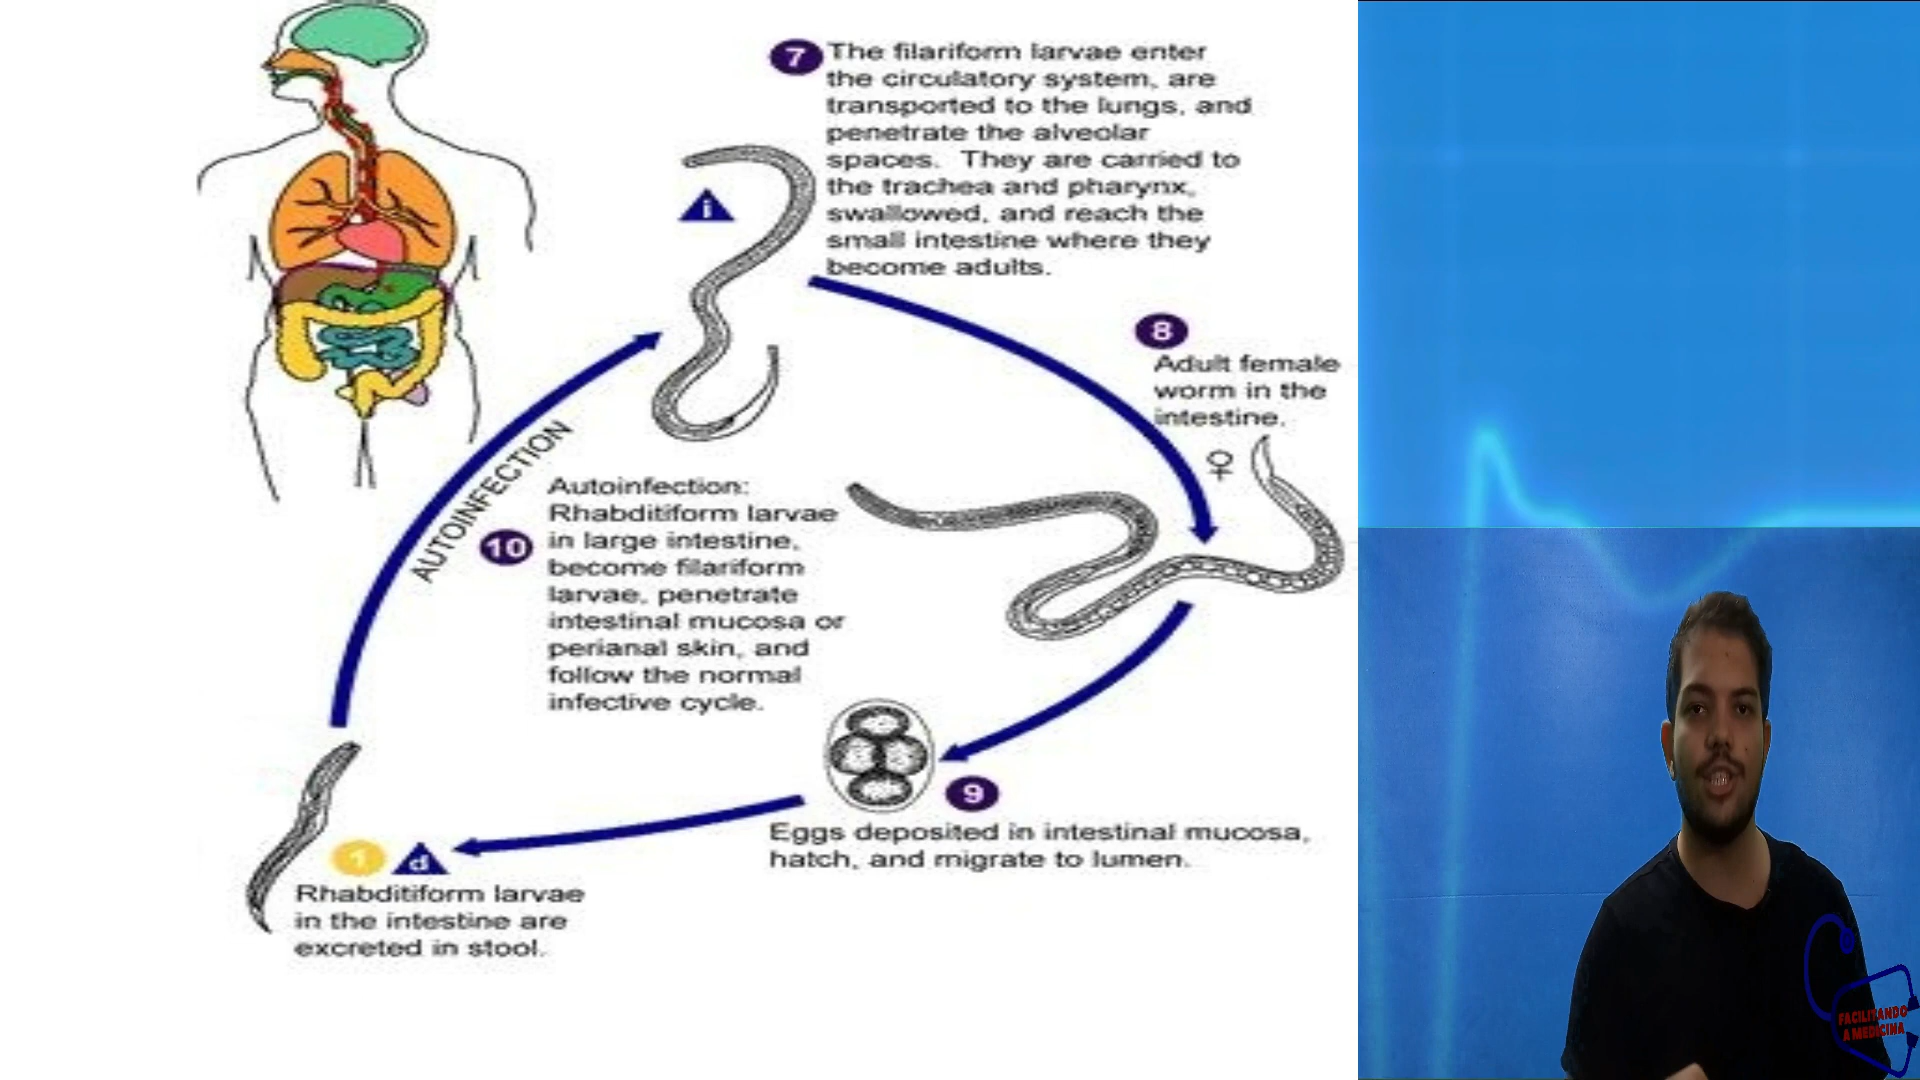 7
The filariform larvae enter
the circulatory system, are
transported to the lungs, and
penetrate the alveolar
spaces. They are carried to
the trachea and pharynx,
swallowed, and reach the
small intestine where they
become adults.
i
8
Adult female
worm in the
intestine.
♀
AUTOINFECTION
10
Autoinfection:
Rhabditiform larvae
in large intestine,
become filariform
larvae, penetrate
intestinal mucosa or
perianal skin, and
follow the normal
infective cycle.
9
Eggs deposited in intestinal mucosa,
hatch, and migrate to lumen.
1
d
Rhabditiform larvae
in the intestine are
excreted in stool.
FACILITANDO
A MEDICINA